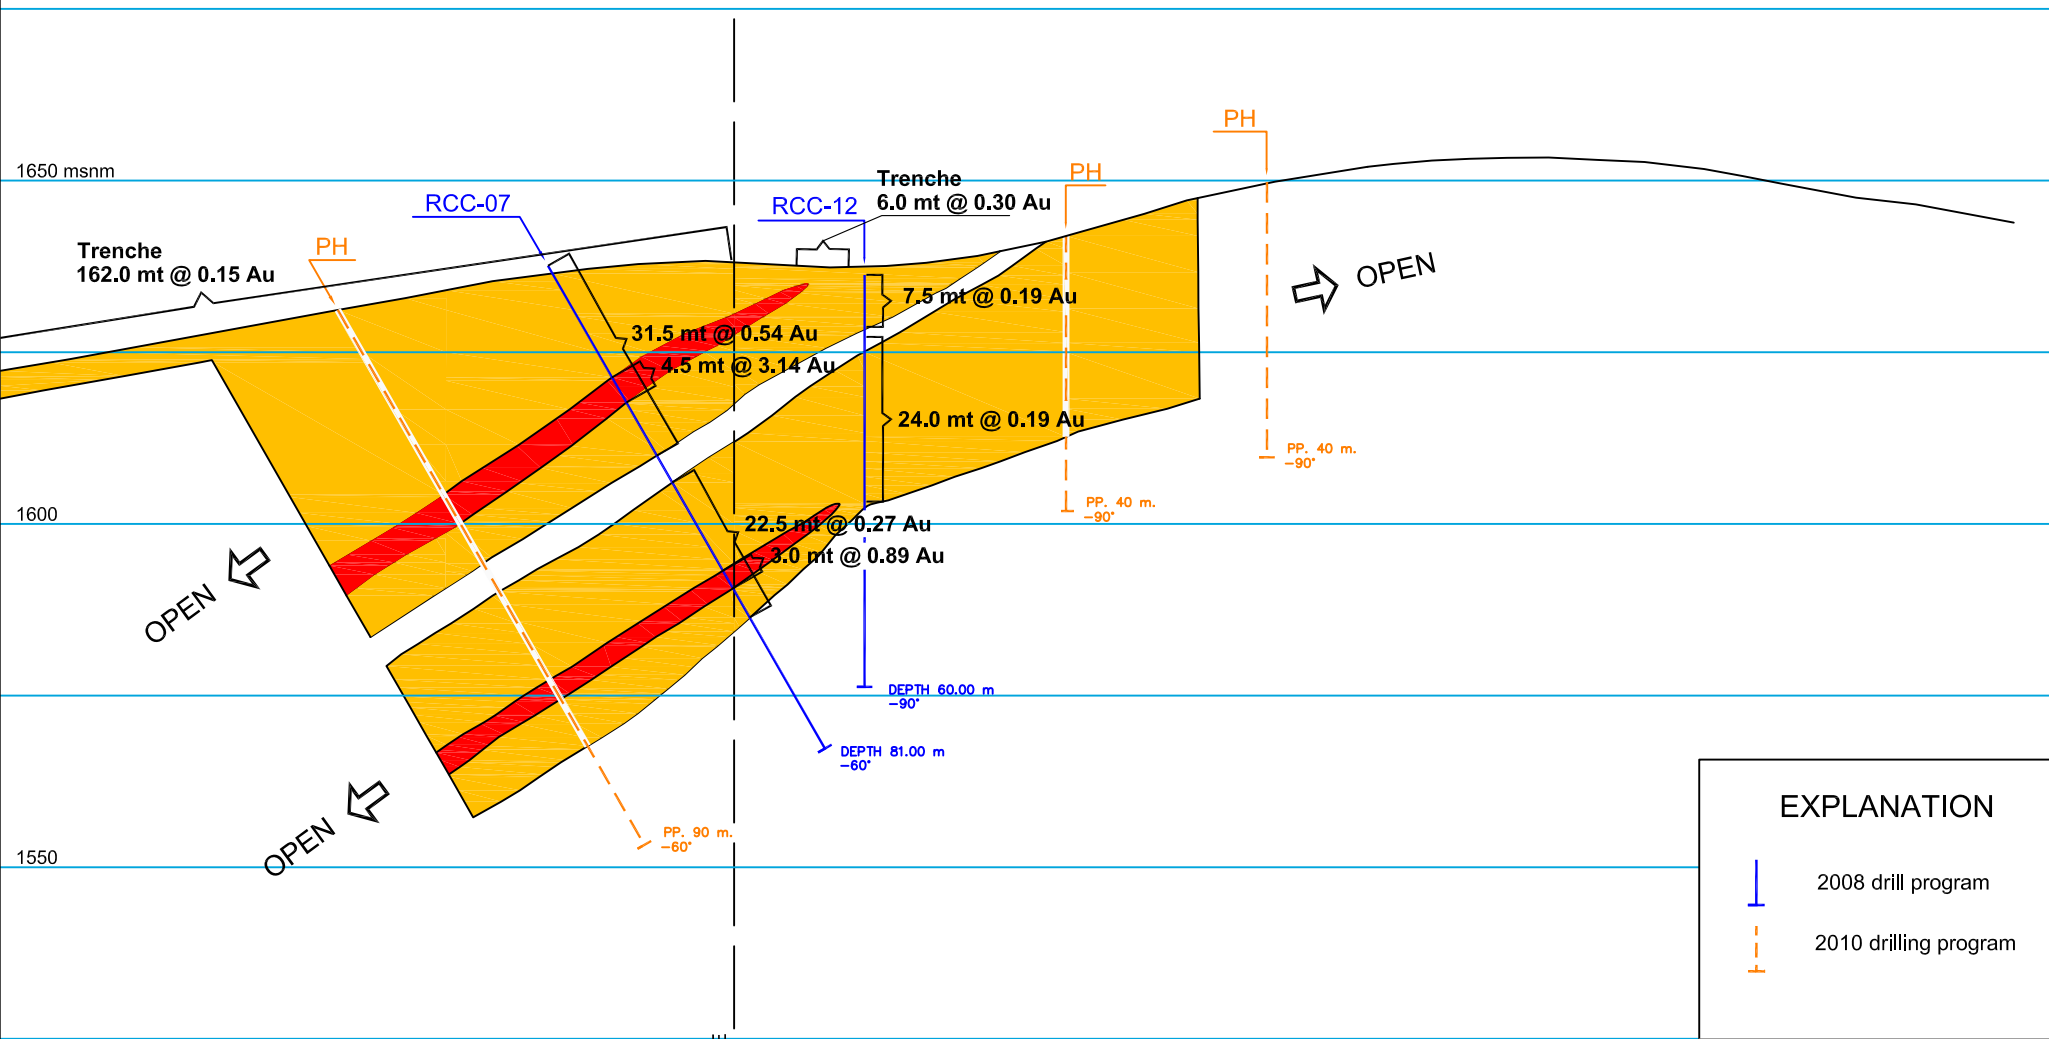 PH
1650 msnm
Trenche
6.0 mt @ 0.30 Au
PH
RCC-07
RCC-12
Trenche
162.0 mt @ 0.15 Au
PH
OPEN
7.5 mt @ 0.19 Au
31.5 mt @ 0.54 Au
4.5 mt @ 3.14 Au
24.0 mt @ 0.19 Au
PP. 40 m.
-90°
PP. 40 m.
-90°
1600
22.5 mt @ 0.27 Au
3.0 mt @ 0.89 Au
OPEN
DEPTH 60.00 m
-90°
DEPTH 81.00 m
-60°
OPEN
PP. 90 m.
-60°
1550
EXPLANATION
2008 drill program
2010 drilling program